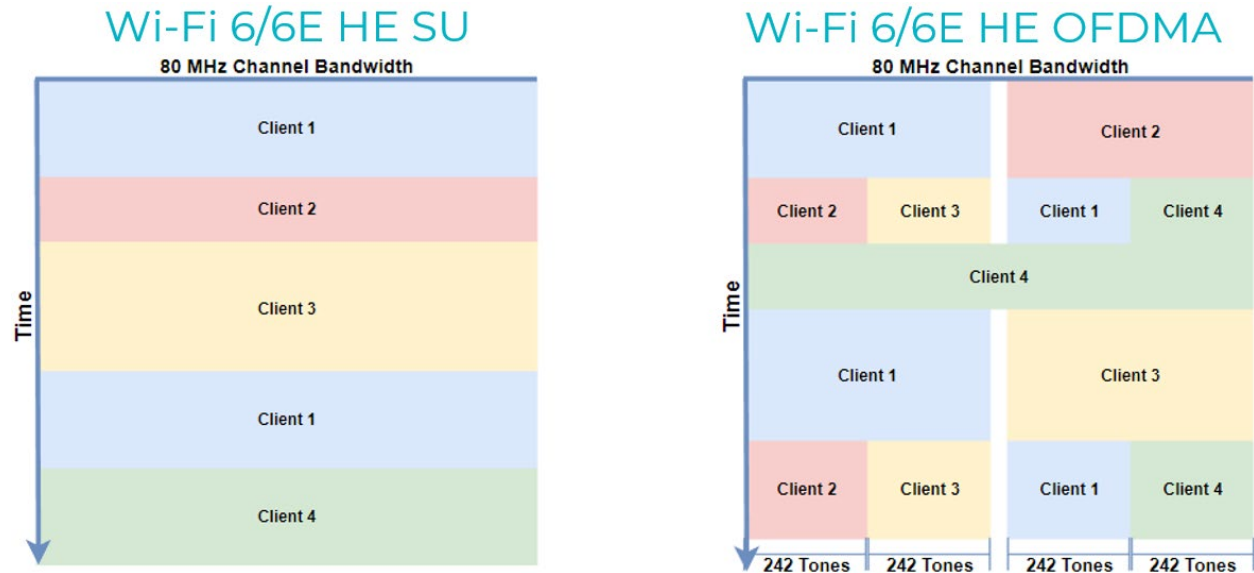 Wi-Fi 6/6E HE SU
80 MHz Channel Bandwidth
Time
Client 1
Client 2
Client 3
Client 1
Client 4
Wi-Fi 6/6E HE OFDMA
80 MHz Channel Bandwidth
Time
Client 1
Client 2
Client 2
Client 3
Client 1
Client 4
Client 4
Client 1
Client 3
Client 2
Client 3
Client 1
Client 4
242 Tones
242 Tones
242 Tones
242 Tones